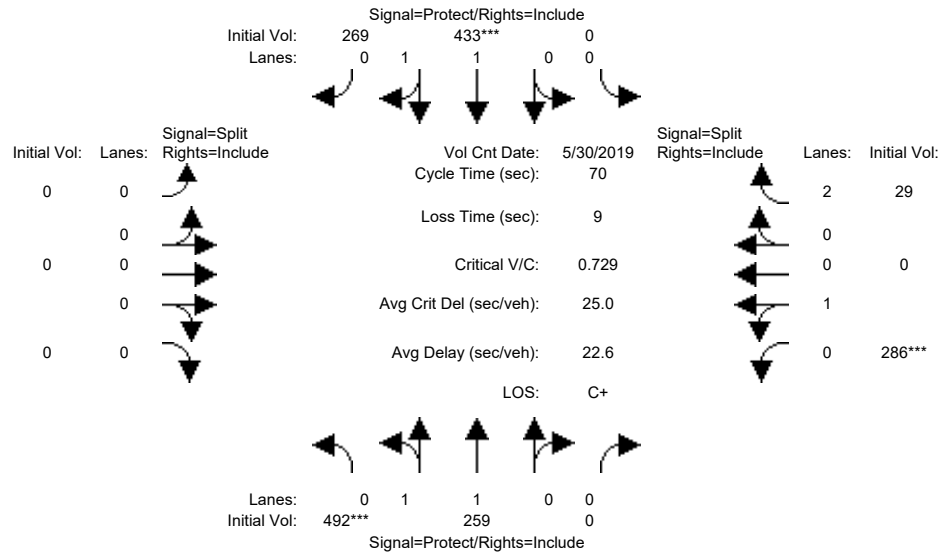 Signal=Protect/Rights=Include
Initial Vol: 269 433*** 0
Lanes: 0 1 1 0 0
Signal=Split Signal=Split
Initial Vol: Lanes: Rights=Include Vol Cnt Date: 5/30/2019 Rights=Include Lanes: Initial Vol:
Cycle Time (sec): 70
0 0 2 29
Loss Time (sec): 9
0 0
0 0 Critical V/C: 0.729 0 0
0 Avg Crit Del (sec/veh): 25.0 1
0 0 Avg Delay (sec/veh): 22.6 0 286***
LOS: C+
Lanes: 0 1 1 0 0
Initial Vol: 492*** 259 0
Signal=Protect/Rights=Include